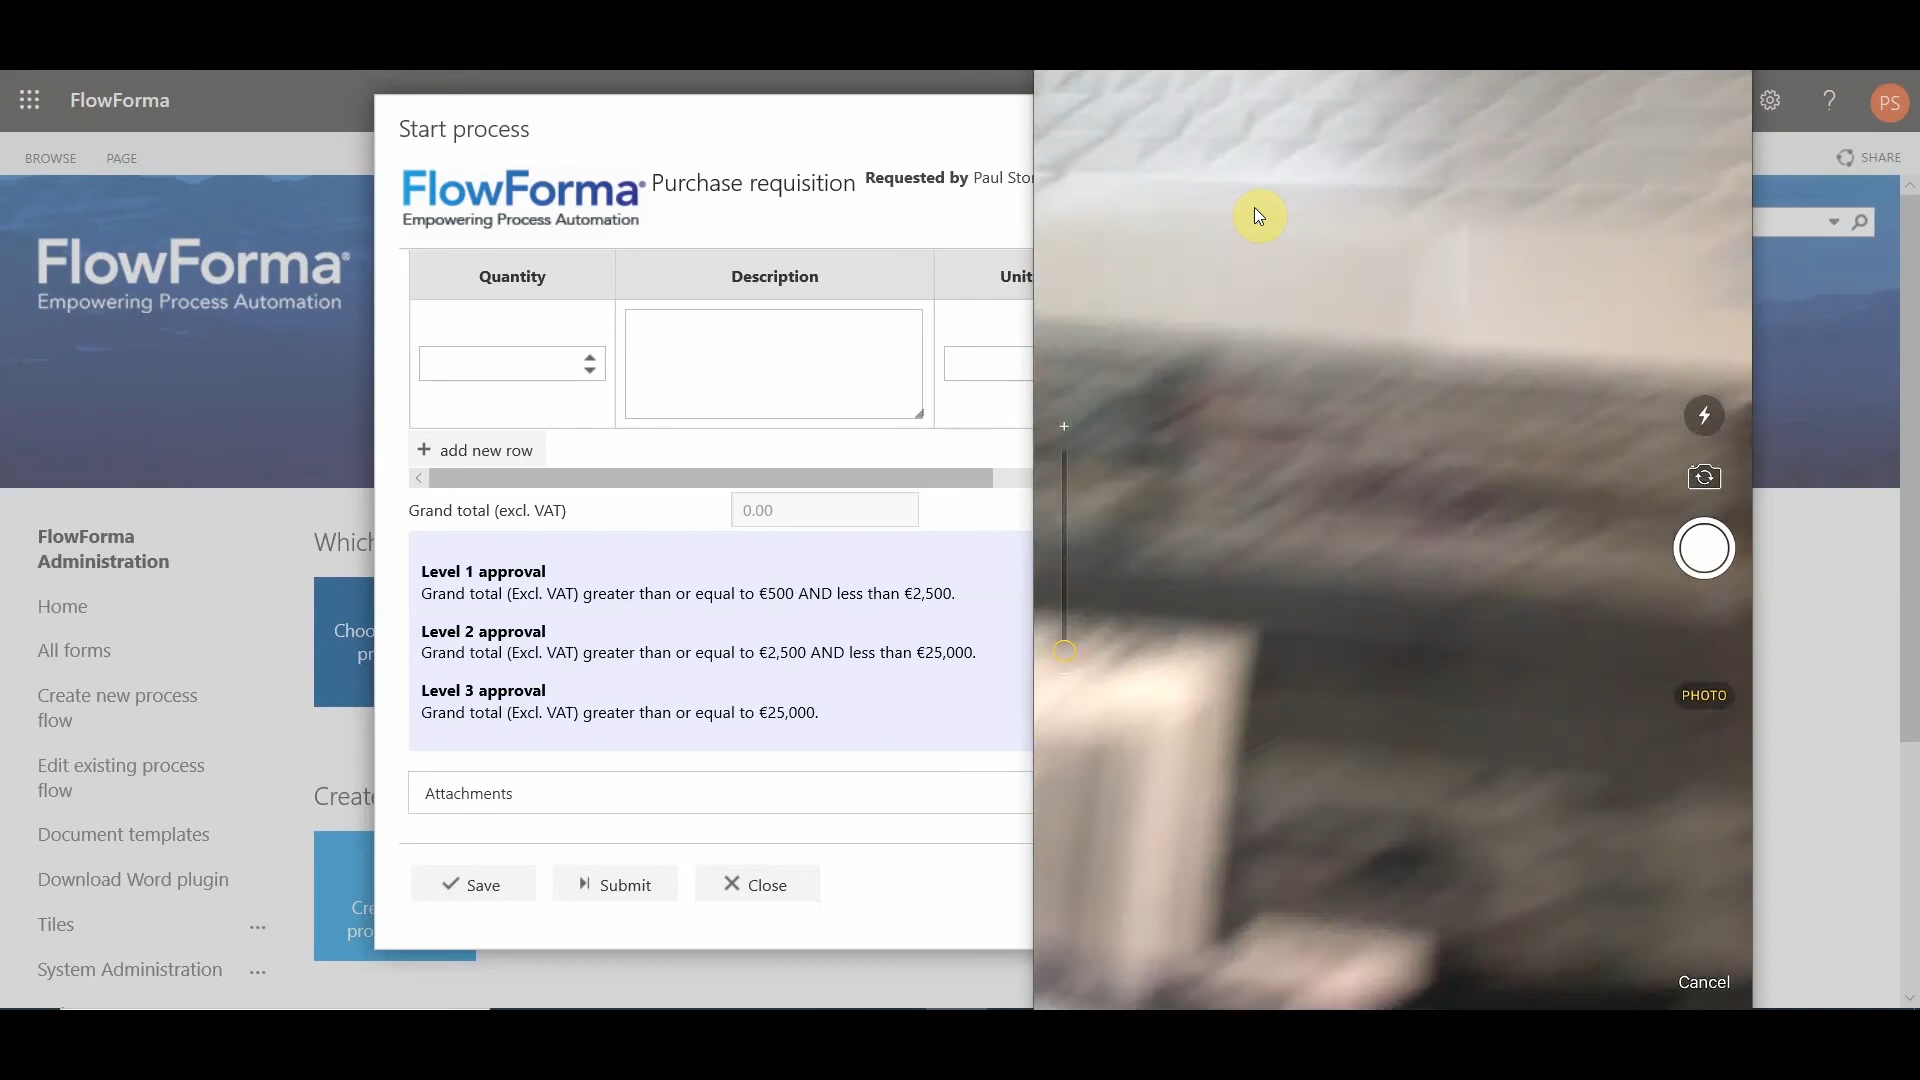 FlowForma
BROWSE PAGE
SHARE
PS
?
FlowForma®
Empowering Process Automation
Start process
FlowForma®
Empowering Process Automation
Purchase requisition
Requested by Paul
Quantity Description Unit
+ add new row
Grand total (excl. VAT) 0.00
Level 1 approval
Grand total (Excl. VAT) greater than or equal to €500 AND less than €2,500.
Level 2 approval
Grand total (Excl. VAT) greater than or equal to €2,500 AND less than €25,000.
Level 3 approval
Grand total (Excl. VAT) greater than or equal to €25,000.
Attachments
Save Submit Close
FlowForma
Administration
Home
All forms
Create new process
flow
Edit existing process
flow
Document templates
Download Word plugin
Tiles ...
System Administration ...
PHOTO
Cancel